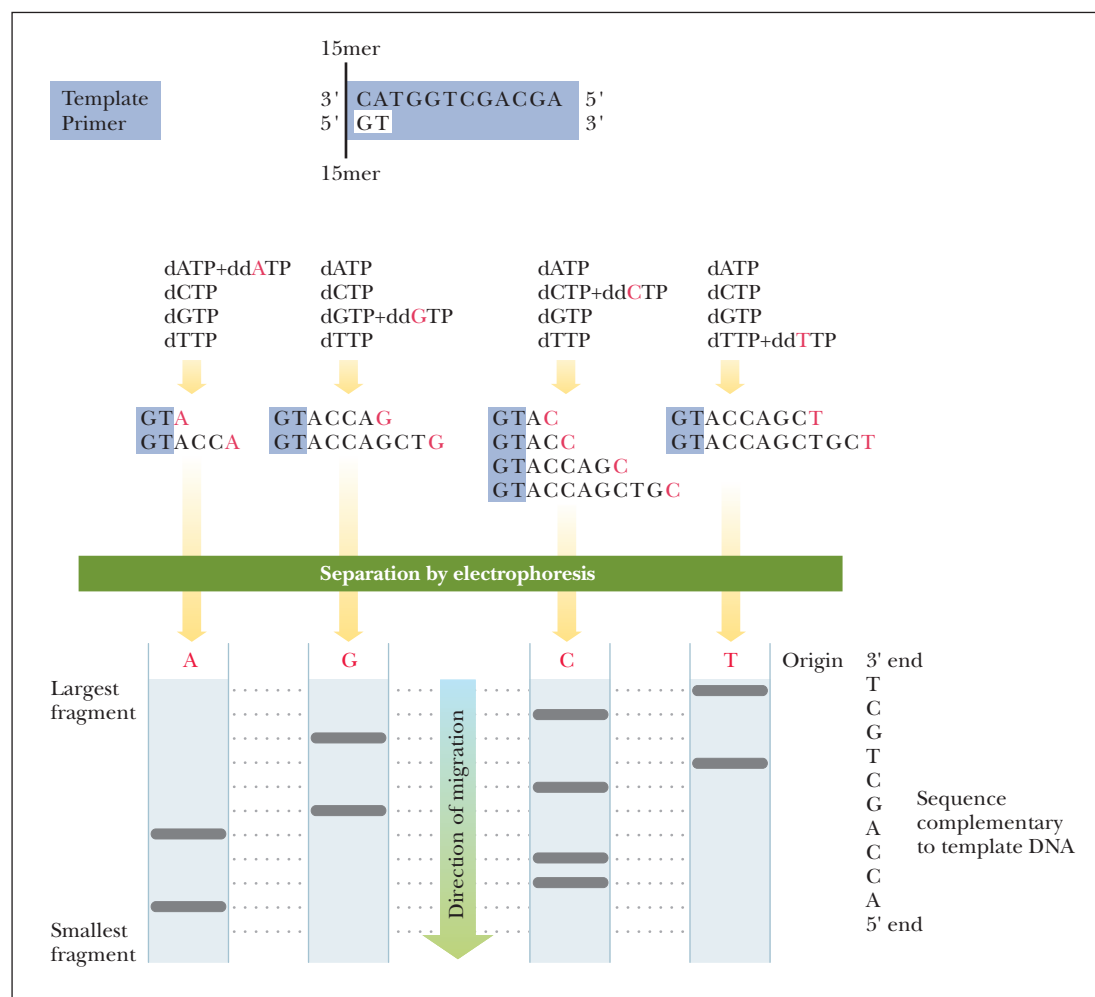 15mer
Template 3' CATGGTCGACGA 5'
Primer 5' GT 3'
15mer
dATP+ddATP
dCTP
dGTP
dTTP
dATP
dCTP
dGTP+ddGTP
dTTP
dATP
dCTP+ddCTP
dGTP
dTTP
dATP
dCTP
dGTP
dTTP+ddTTP
GTA
GTACCA
GTACCAG
GTACCAGCTG
GTAC
GTACC
GTACCAGC
GTACCAGCTGC
GTACCAGCT
GTACCAGCTGCT
Separation by electrophoresis
A G C T Origin 3' end
Largest
fragment
Direction of migration
Smallest
fragment
T
C
G
T
C
G
A
C
C
A
5' end
Sequence
complementary
to template DNA